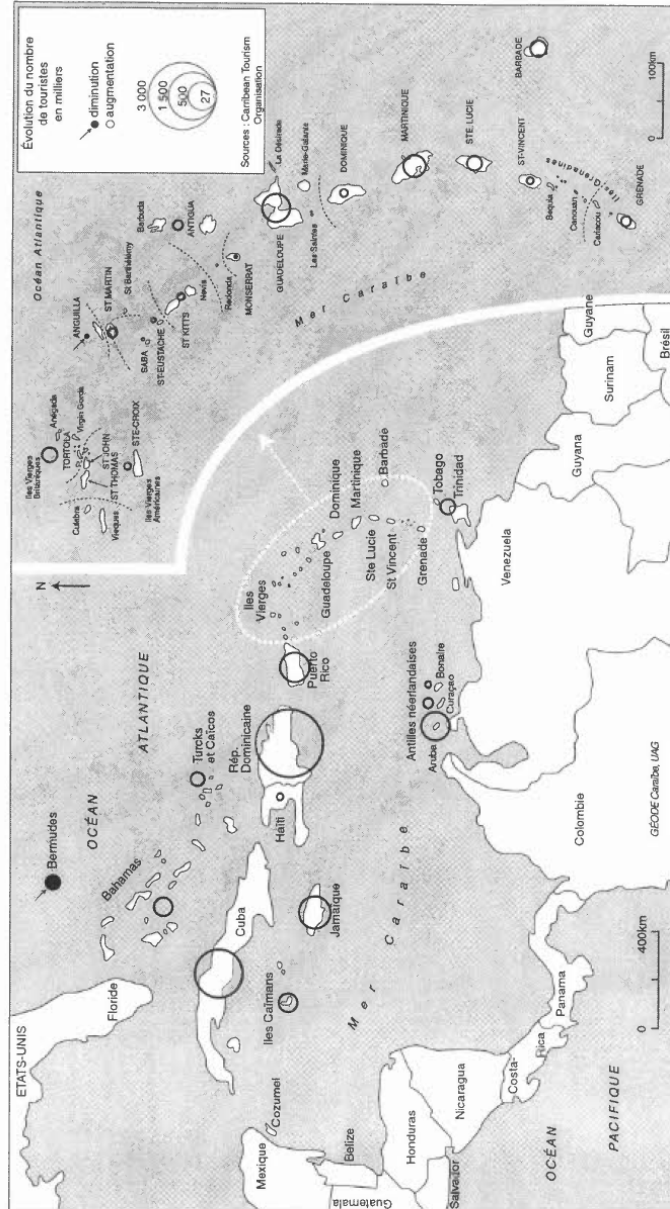 Évolution du nombre
de touristes
en milliers
diminution
augmentation
3 000
1 500
500
27
Sources : Carribean Tourism
Organisation
Océan Atlantique
Iles Vierges
Britanniques
Anégada
TORTOLA
Virgin Gorda
ST JOHN
ST THOMAS
Culebra
Vieques
STE-CROIX
Iles Vierges
Américaines
ANGUILLA
ST MARTIN
St Barthélémy
SABA
ST-EUSTACHE
ST KITTS
Nevis
Redonda
MONSERRAT
Barbuda
ANTIGUA
GUADELOUPE
La Désirade
Marie-Galante
Les Saintes
DOMINIQUE
MARTINIQUE
STE. LUCIE
ST-VINCENT
BARBADE
Bequia
Canouan
Cariacou
Iles Grenadines
GRENADE
Mer Caraïbe
100km
0
N
ETATS-UNIS
Floride
Bermudes
OCÉAN
ATLANTIQUE
Bahamas
Turcks
et Caïcos
Cuba
Iles Caïmans
Jamaïque
Haïti
Rép.
Dominicaine
Puerto
Rico
Iles
Vierges
Guadeloupe
Dominique
Martinique
Ste Lucie
Barbade
St Vincent
Grenade
Tobago
Trinidad
Antilles néerlandaises
Aruba
Curaçao
Bonaire
Mer Caraïbe
Mexique
Cozumel
Belize
Guatemala
Honduras
Salvador
Nicaragua
Costa-
Rica
Panama
OCÉAN
PACIFIQUE
Colombie
Venezuela
Guyana
Surinam
Guyane
Brésil
0
400km
GÉODE Caraïbe, UAG